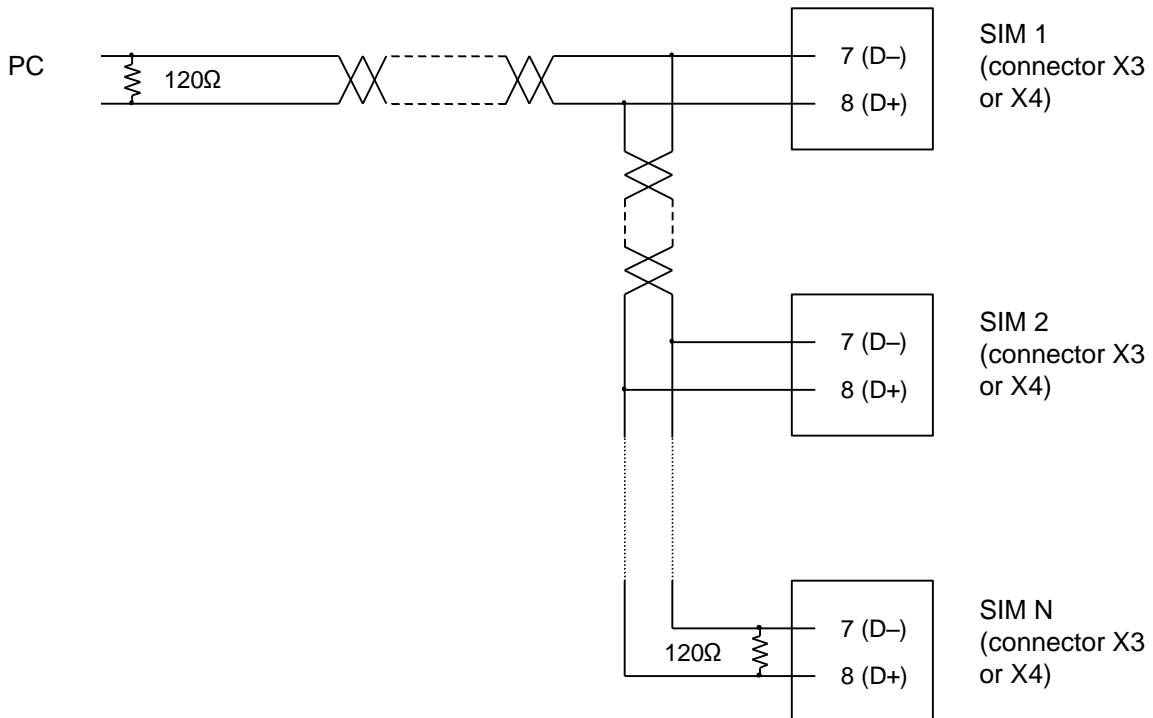 PC
120Ω
7 (D–)
8 (D+)
SIM 1
(connector X3
or X4)
7 (D–)
8 (D+)
SIM 2
(connector X3
or X4)
120Ω
7 (D–)
8 (D+)
SIM N
(connector X3
or X4)